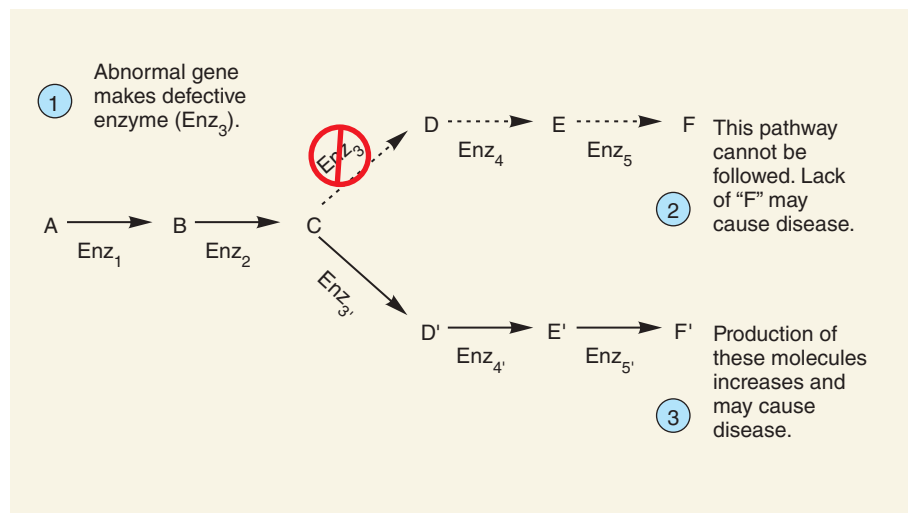 1
Abnormal gene
makes defective
enzyme (Enz₃).
Enz₃
D
Enz₄
E
Enz₅
F
This pathway
cannot be
followed. Lack
of “F” may
cause disease.
2
A
Enz₁
B
Enz₂
C
Enz₃'
D'
Enz₄'
E'
Enz₅'
F'
Production of
these molecules
increases and
may cause
disease.
3